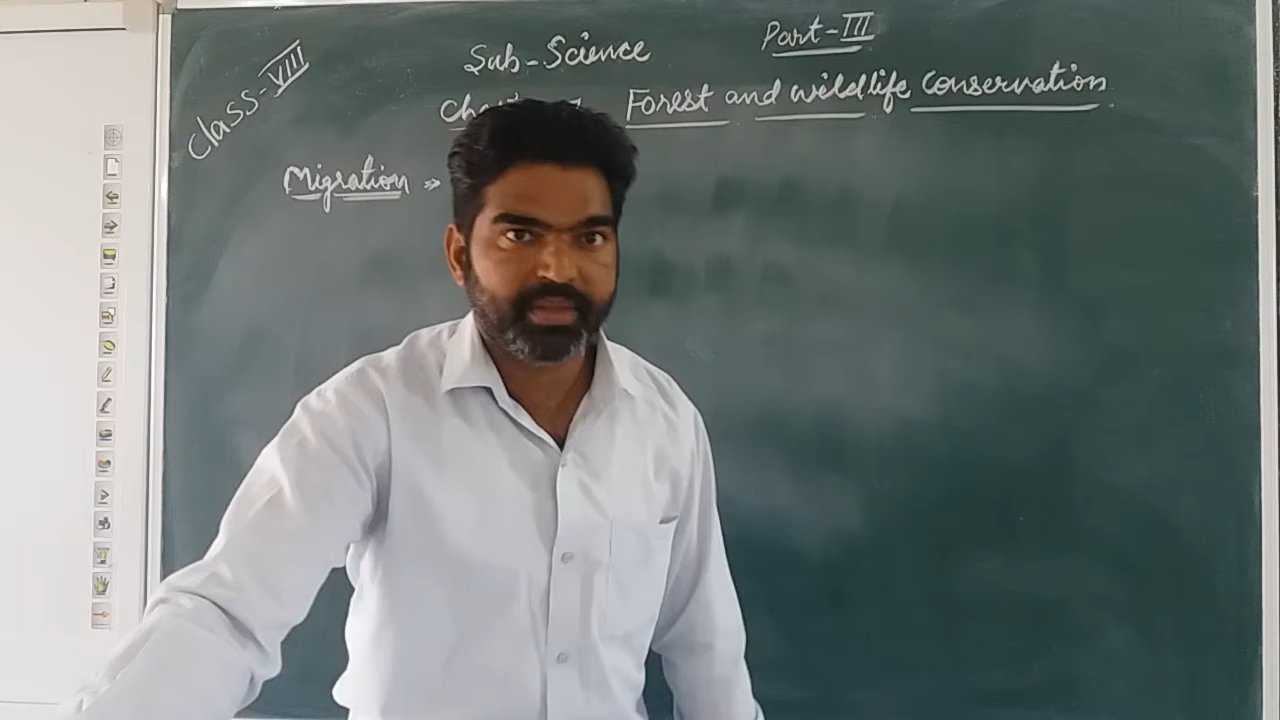 Class-VIII
Sub-Science
Part-III
Forest and wildlife conservation
Migration »